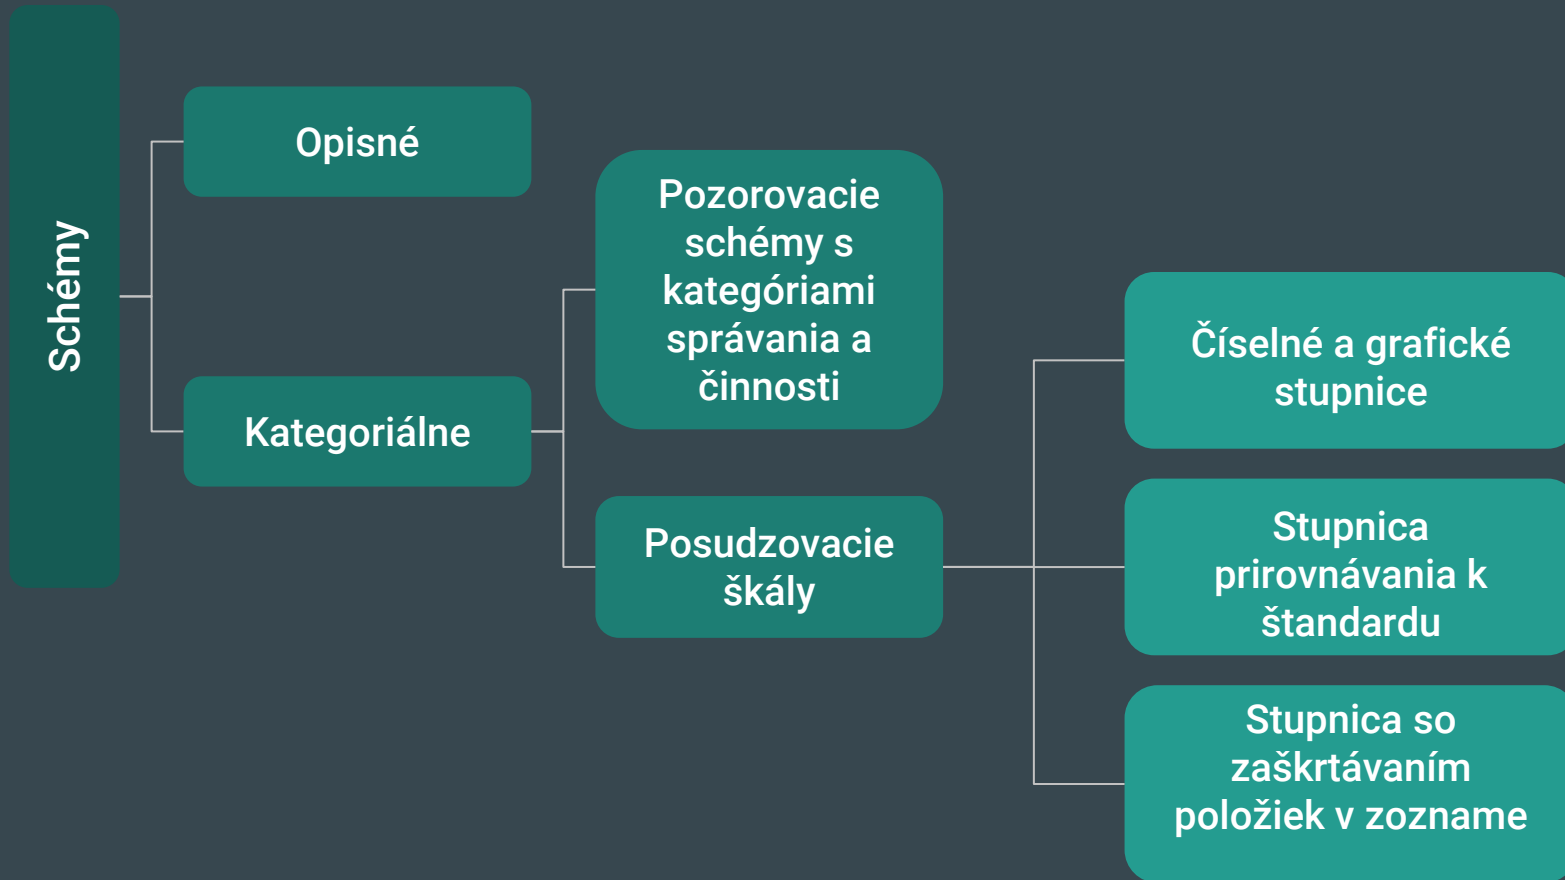 Schémy
Opisné
Kategoriálne
Pozorovacie
schémy s
kategóriami
správania a
činnosti
Posudzovacie
škály
Číselné a grafické
stupnice
Stupnica
prirovnávania k
štandardu
Stupnica so
zaškrtávaním
položiek v zozname